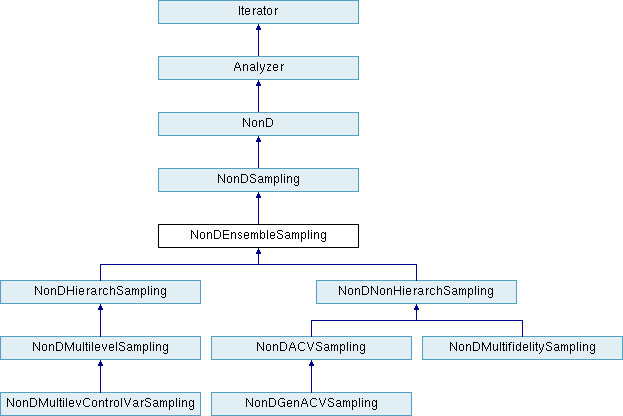 Iterator
Analyzer
NonD
NonDSampling
NonDEnsembleSampling
NonDHierarchSampling
NonDNonHierarchSampling
NonDMultilevelSampling
NonDACVSampling
NonDMultifidelitySampling
NonDMultilevControlVarSampling
NonDGenACVSampling